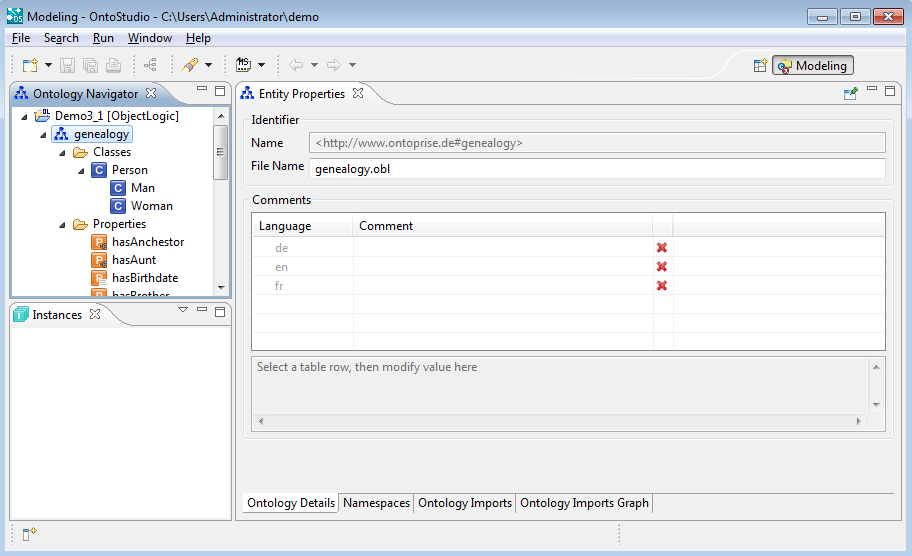 Modeling - OntoStudio - C:\Users\Administrator\demo
File Search Run Window Help
Modeling
Ontology Navigator
Demo3_1 [ObjectLogic]
genealogy
Classes
Person
Man
Woman
Properties
hasAnchestor
hasAunt
hasBirthdate
hasBrother
Instances
Entity Properties
Identifier
Name <http://www.ontoprise.de#genealogy>
File Name genealogy.obl
Comments
Language Comment
de
en
fr
Select a table row, then modify value here
Ontology Details Namespaces Ontology Imports Ontology Imports Graph